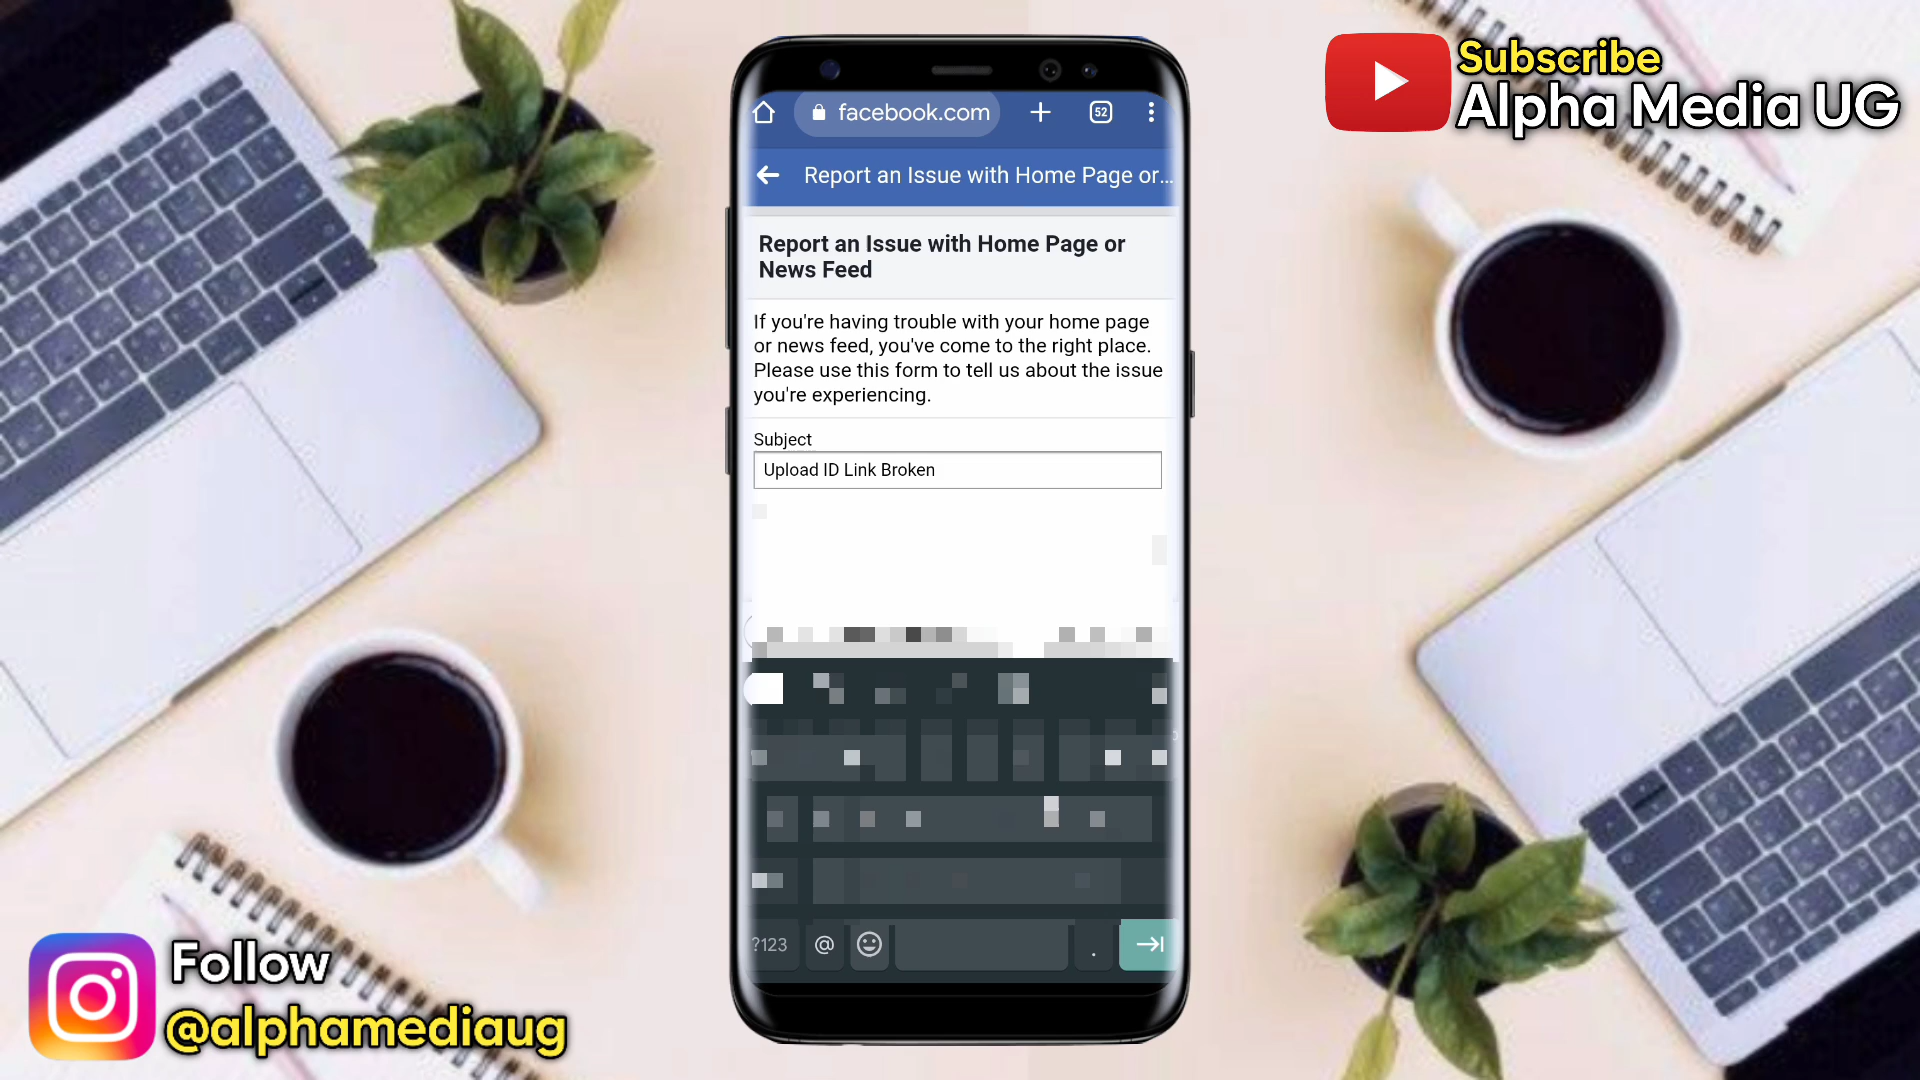 Subscribe
Alpha Media UG
facebook.com
52
Report an Issue with Home Page or...
Report an Issue with Home Page or
News Feed
If you're having trouble with your home page
or news feed, you've come to the right place.
Please use this form to tell us about the issue
you're experiencing.
Subject
Upload ID Link Broken
?123 @ .
Follow
@alphamediaug